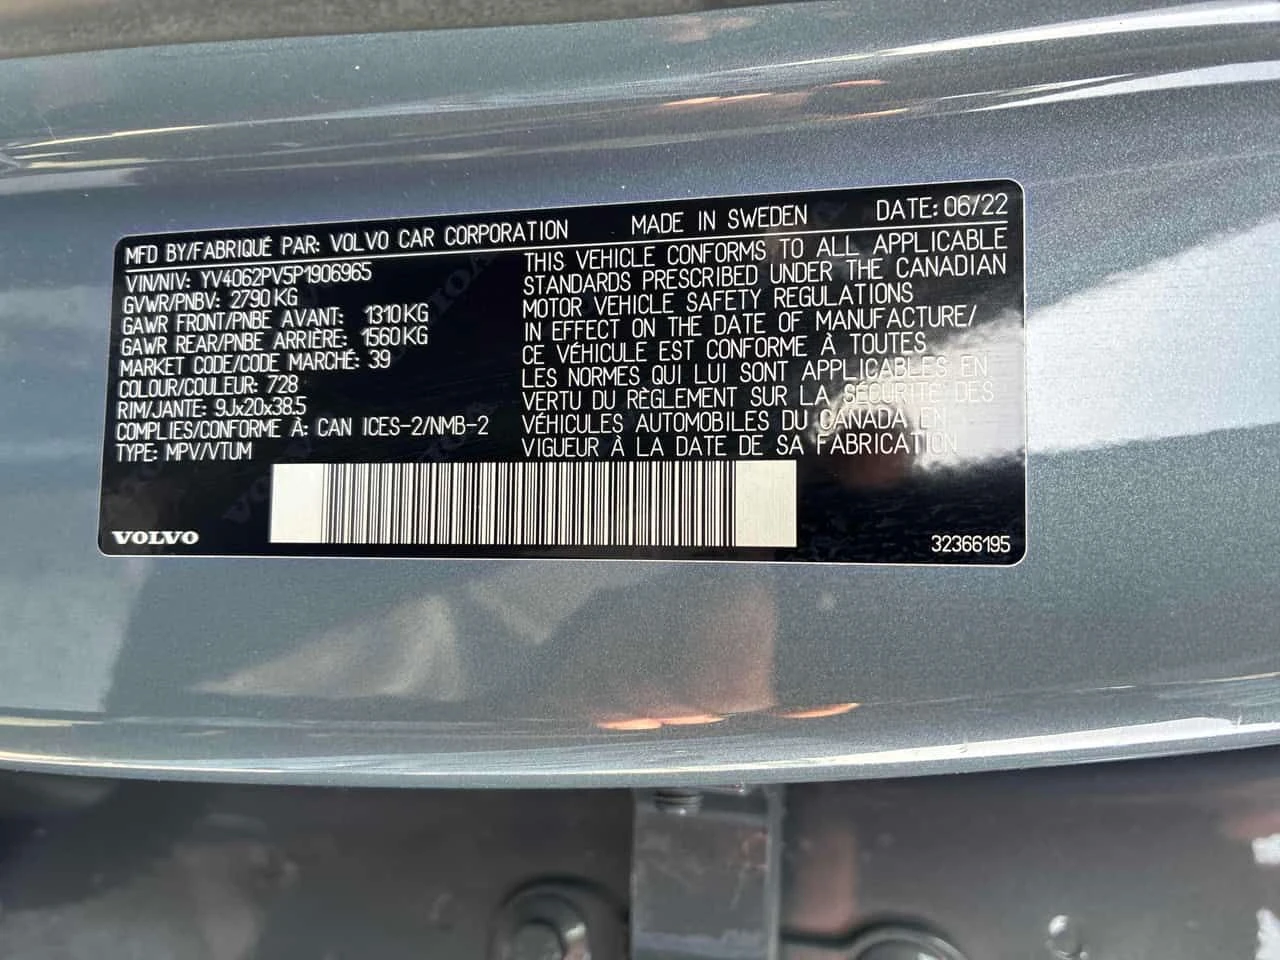 MFD BY/FABRIQUÉ PAR: VOLVO CAR CORPORATION MADE IN SWEDEN DATE: 06/22
VIN/NIV: YV4062PV5P1906965
GVWR/PNBV: 2790 KG
GAWR FRONT/PNBE AVANT: 1310 KG
GAWR REAR/PNBE ARRIÈRE: 1560 KG
MARKET CODE/CODE MARCHÉ: 39
COLOUR/COULEUR: 728
RIM/JANTE: 9Jx20x38.5
COMPLIES/CONFORME À: CAN ICES-2/NMB-2
TYPE: MPV/VTUM
THIS VEHICLE CONFORMS TO ALL APPLICABLE
STANDARDS PRESCRIBED UNDER THE CANADIAN
MOTOR VEHICLE SAFETY REGULATIONS
IN EFFECT ON THE DATE OF MANUFACTURE/
CE VÉHICULE EST CONFORME À TOUTES
LES NORMES QUI LUI SONT APPLICABLES EN
VERTU DU RÈGLEMENT SUR LA SÉCURITÉ DES
VÉHICULES AUTOMOBILES DU CANADA EN
VIGUEUR À LA DATE DE SA FABRICATION
VOLVO
32366195